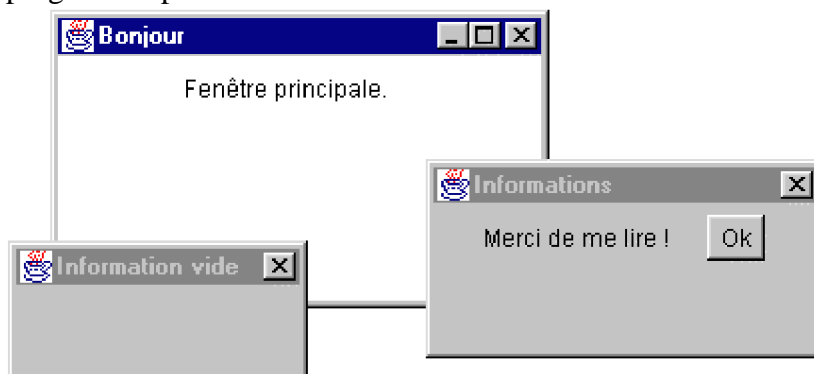 Bonjour
Fenêtre principale.
Informations
Merci de me lire ! Ok
Information vide